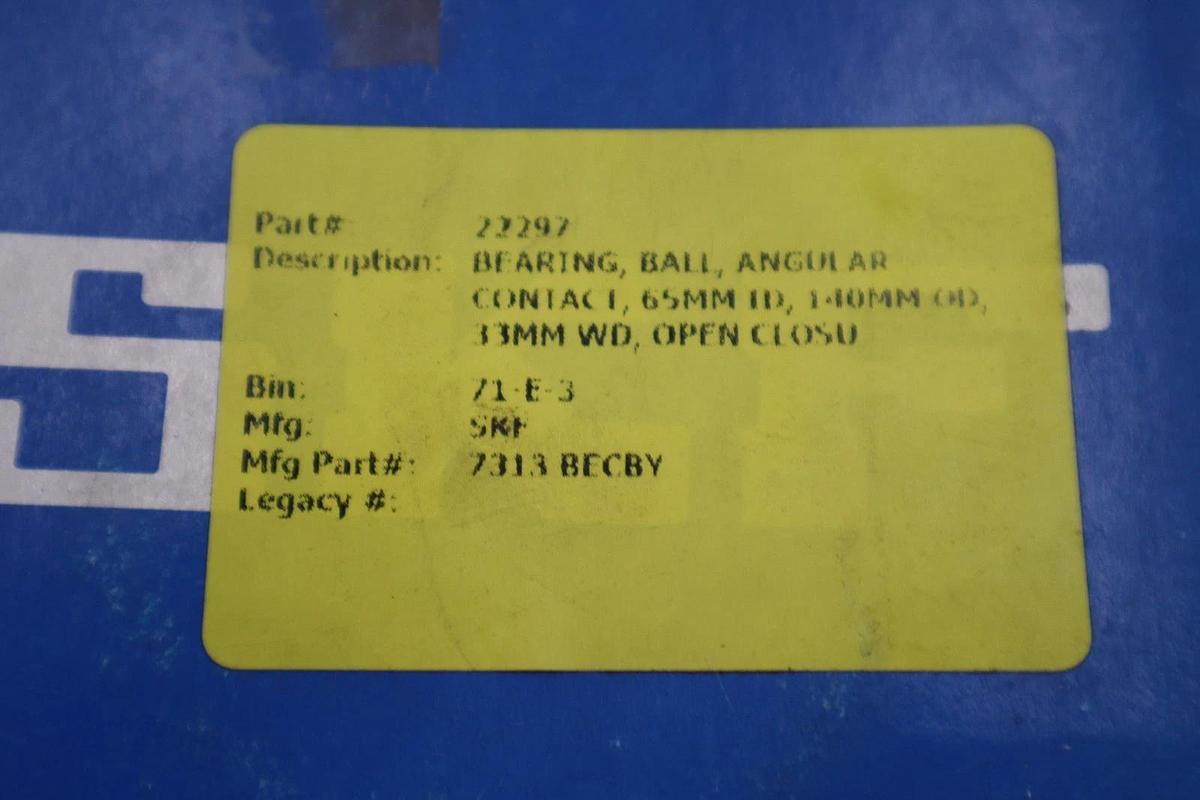 Part#: 22297
Description: BEARING, BALL, ANGULAR
CONTACT, 65MM ID, 140MM OD,
33MM WD, OPEN CLOSU
Bin: 71-E-3
Mfg: SKF
Mfg Part#: 7313 BECBY
Legacy #: